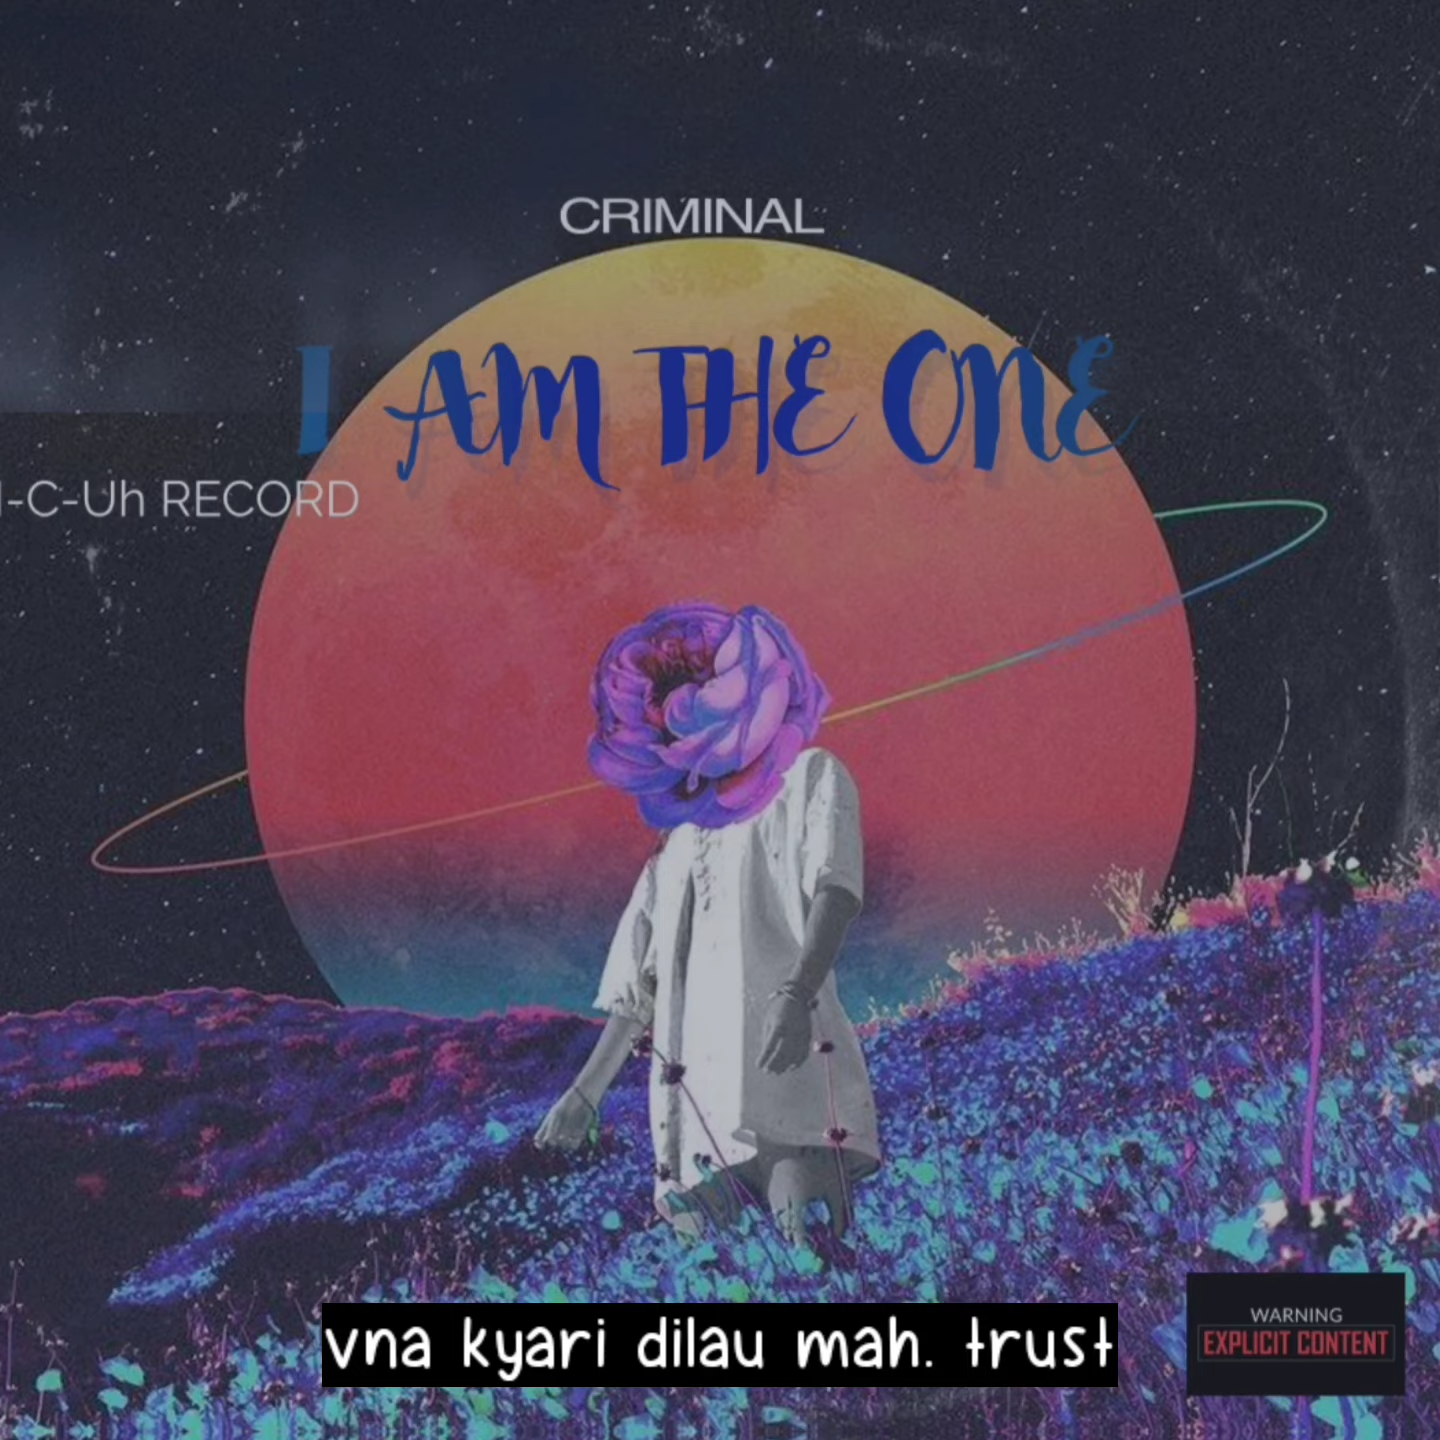 CRIMINAL
I AM THE ONE
-C-Uh RECORD
vna kyari dilau mah. trust
WARNING
EXPLICIT CONTENT